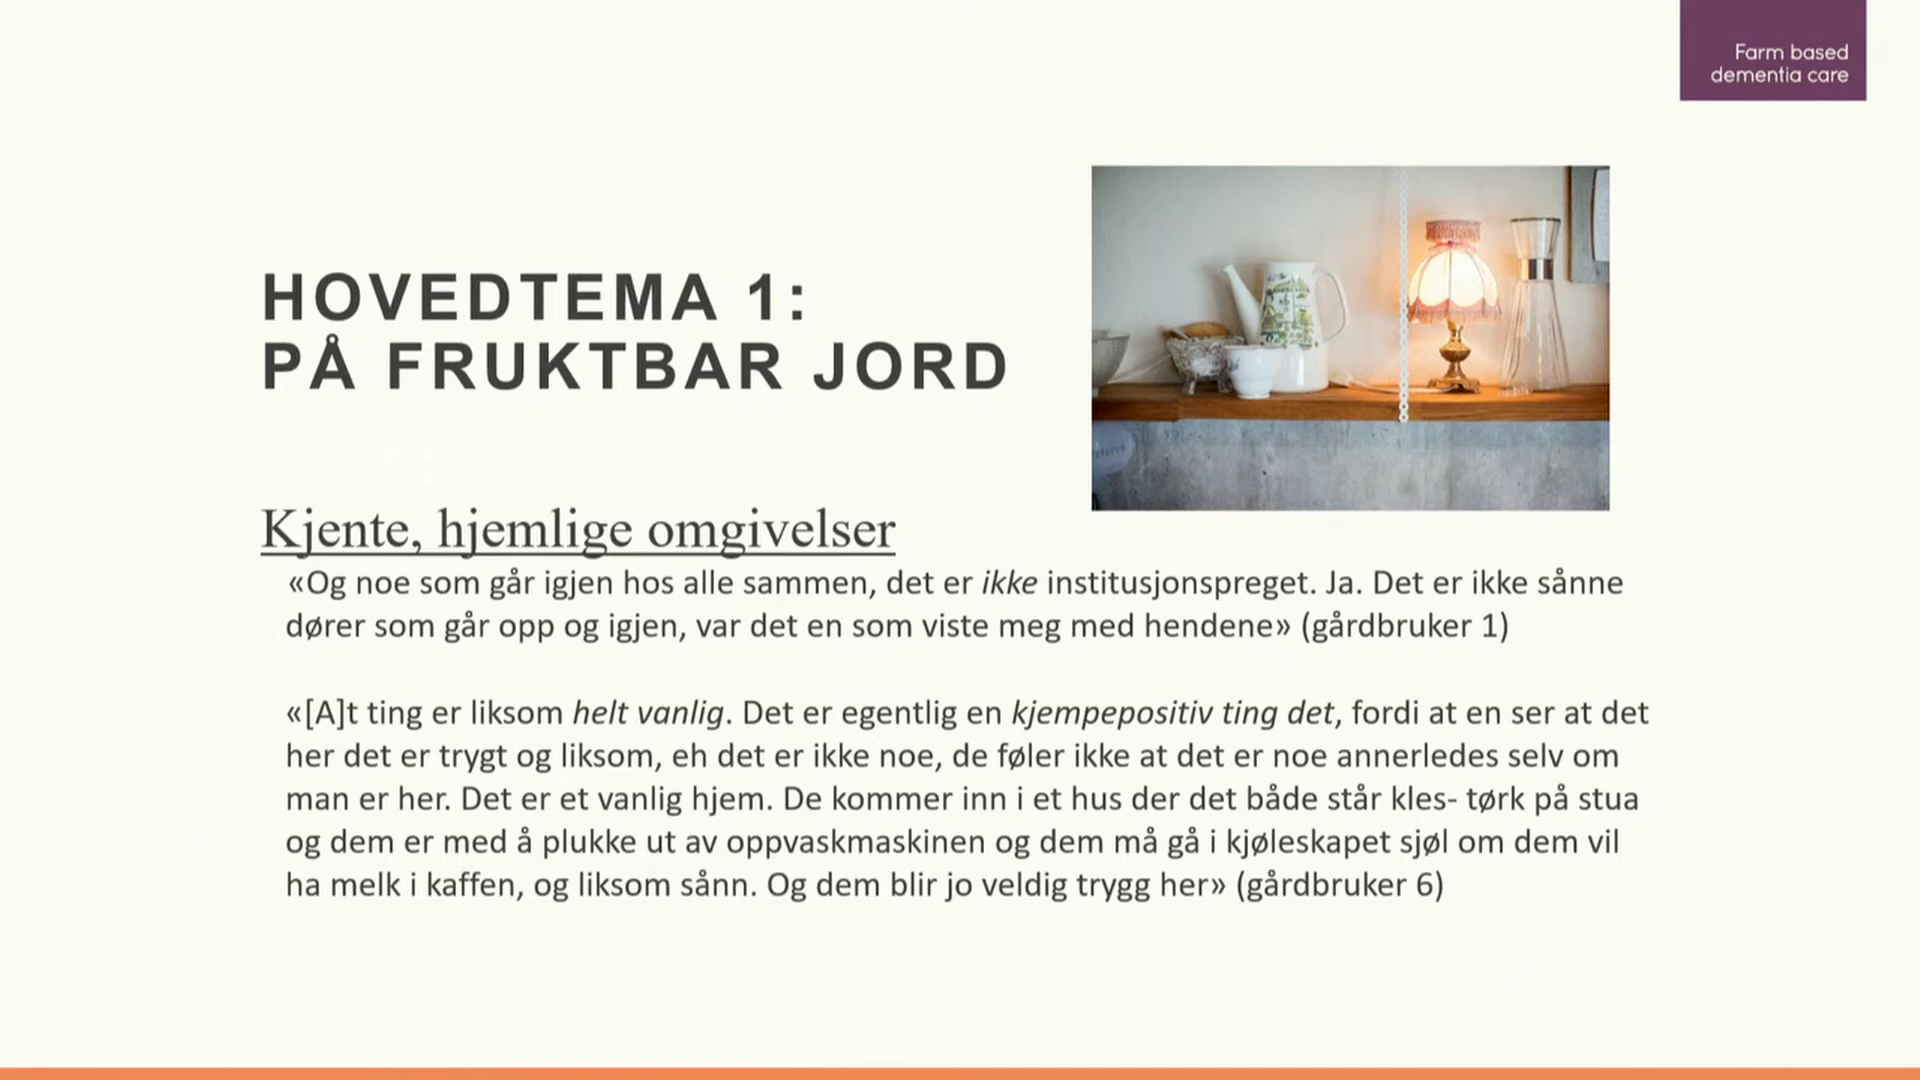 Farm based
dementia care
HOVEDTEMA 1:
PÅ FRUKTBAR JORD
Kjente, hjemlige omgivelser
«Og noe som går igjen hos alle sammen, det er ikke institusjonspreget. Ja. Det er ikke sånne
dører som går opp og igjen, var det en som viste meg med hendene» (gårdbruker 1)
«[A]t ting er liksom helt vanlig. Det er egentlig en kjempepositiv ting det, fordi at en ser at det
her det er trygt og liksom, eh det er ikke noe, de føler ikke at det er noe annerledes selv om
man er her. Det er et vanlig hjem. De kommer inn i et hus der det både står kles- tørk på stua
og dem er med å plukke ut av oppvaskmaskinen og dem må gå i kjøleskapet sjøl om dem vil
ha melk i kaffen, og liksom sånn. Og dem blir jo veldig trygg her» (gårdbruker 6)